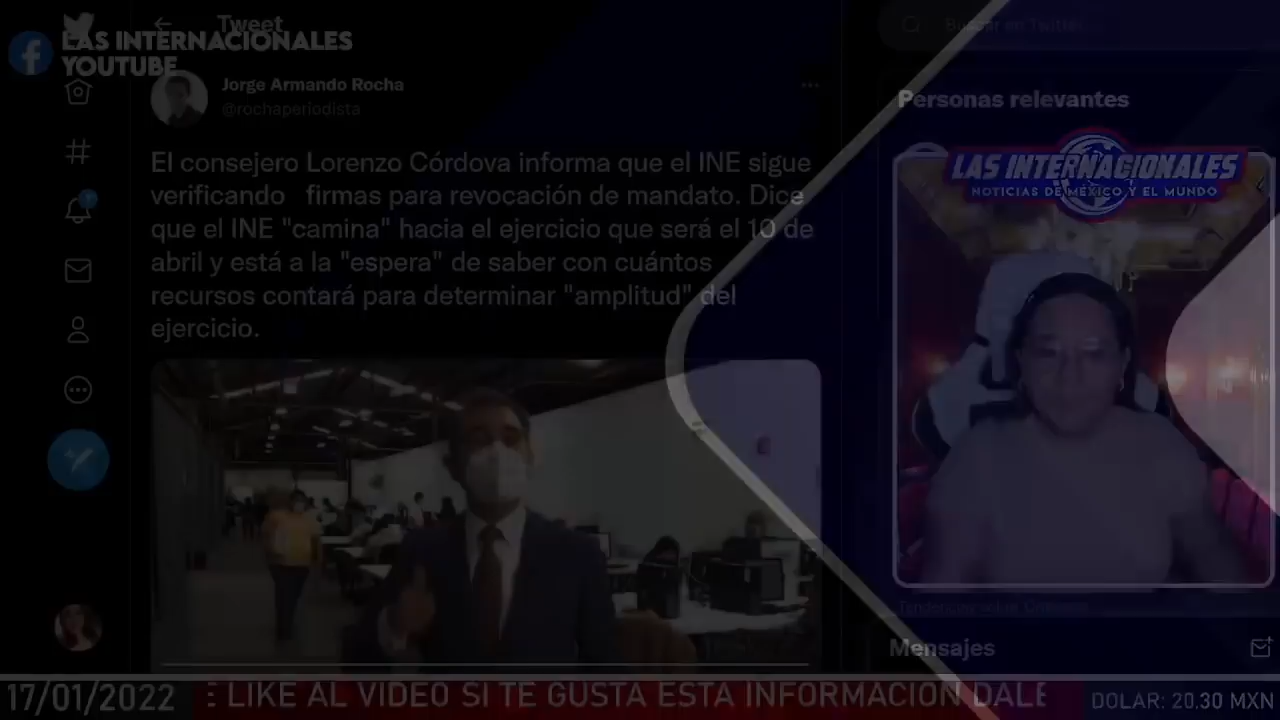 Tweet
LAS INTERNACIONALES
YOUTUBE
Jorge Armando Rocha
@rochaperiodista
El consejero Lorenzo Córdova informa que el INE sigue
verificando firmas para revocación de mandato. Dice
que el INE "camina" hacia el ejercicio que será el 10 de
abril y está a la "espera" de saber con cuántos
recursos contará para determinar "amplitud" del
ejercicio.
Buscar en Twitter
Personas relevantes
LAS INTERNACIONALES
NOTICIAS DE MÉXICO Y EL MUNDO
Mensajes
17/01/2022
E LIKE AL VIDEO SI TE GUSTA ESTA INFORMACION DALE
DOLAR: 20.30 MXN